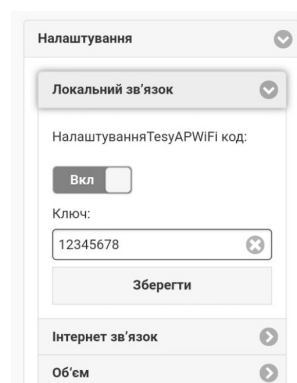 Налаштування
Локальний зв’язок
НалаштуванняTesyAPWiFi код:
Вкл
Ключ:
12345678
Зберегти
Інтернет зв’язок
Об‘єм